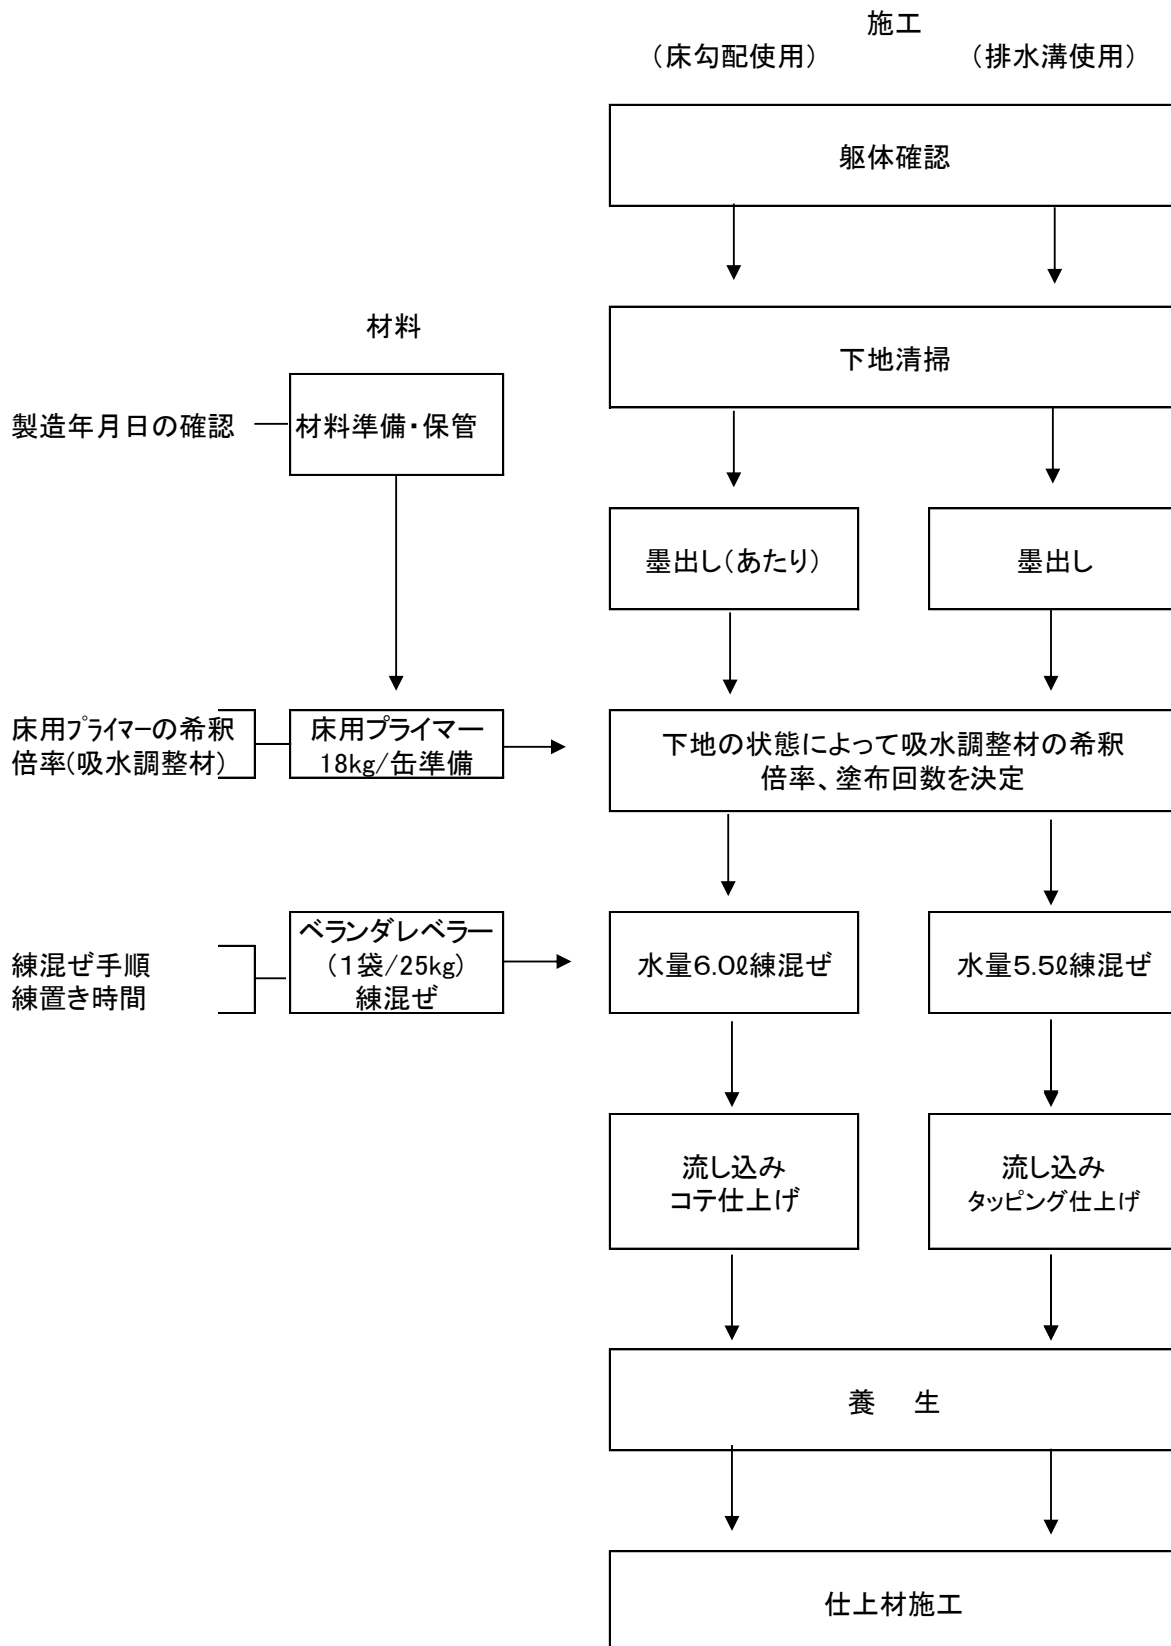 施工
（床勾配使用）
（排水溝使用）
躯体確認
材料
下地清掃
製造年月日の確認
材料準備・保管
墨出し（あたり）
墨出し
床用プライマーの希釈
倍率(吸水調整材)
床用プライマー
18kg/缶準備
下地の状態によって吸水調整材の希釈
倍率、塗布回数を決定
練混ぜ手順
練置き時間
ベランダレベラー
（１袋/25kg）
練混ぜ
水量6.0ℓ練混ぜ
水量5.5ℓ練混ぜ
流し込み
コテ仕上げ
流し込み
タッピング仕上げ
養　生
仕上材施工